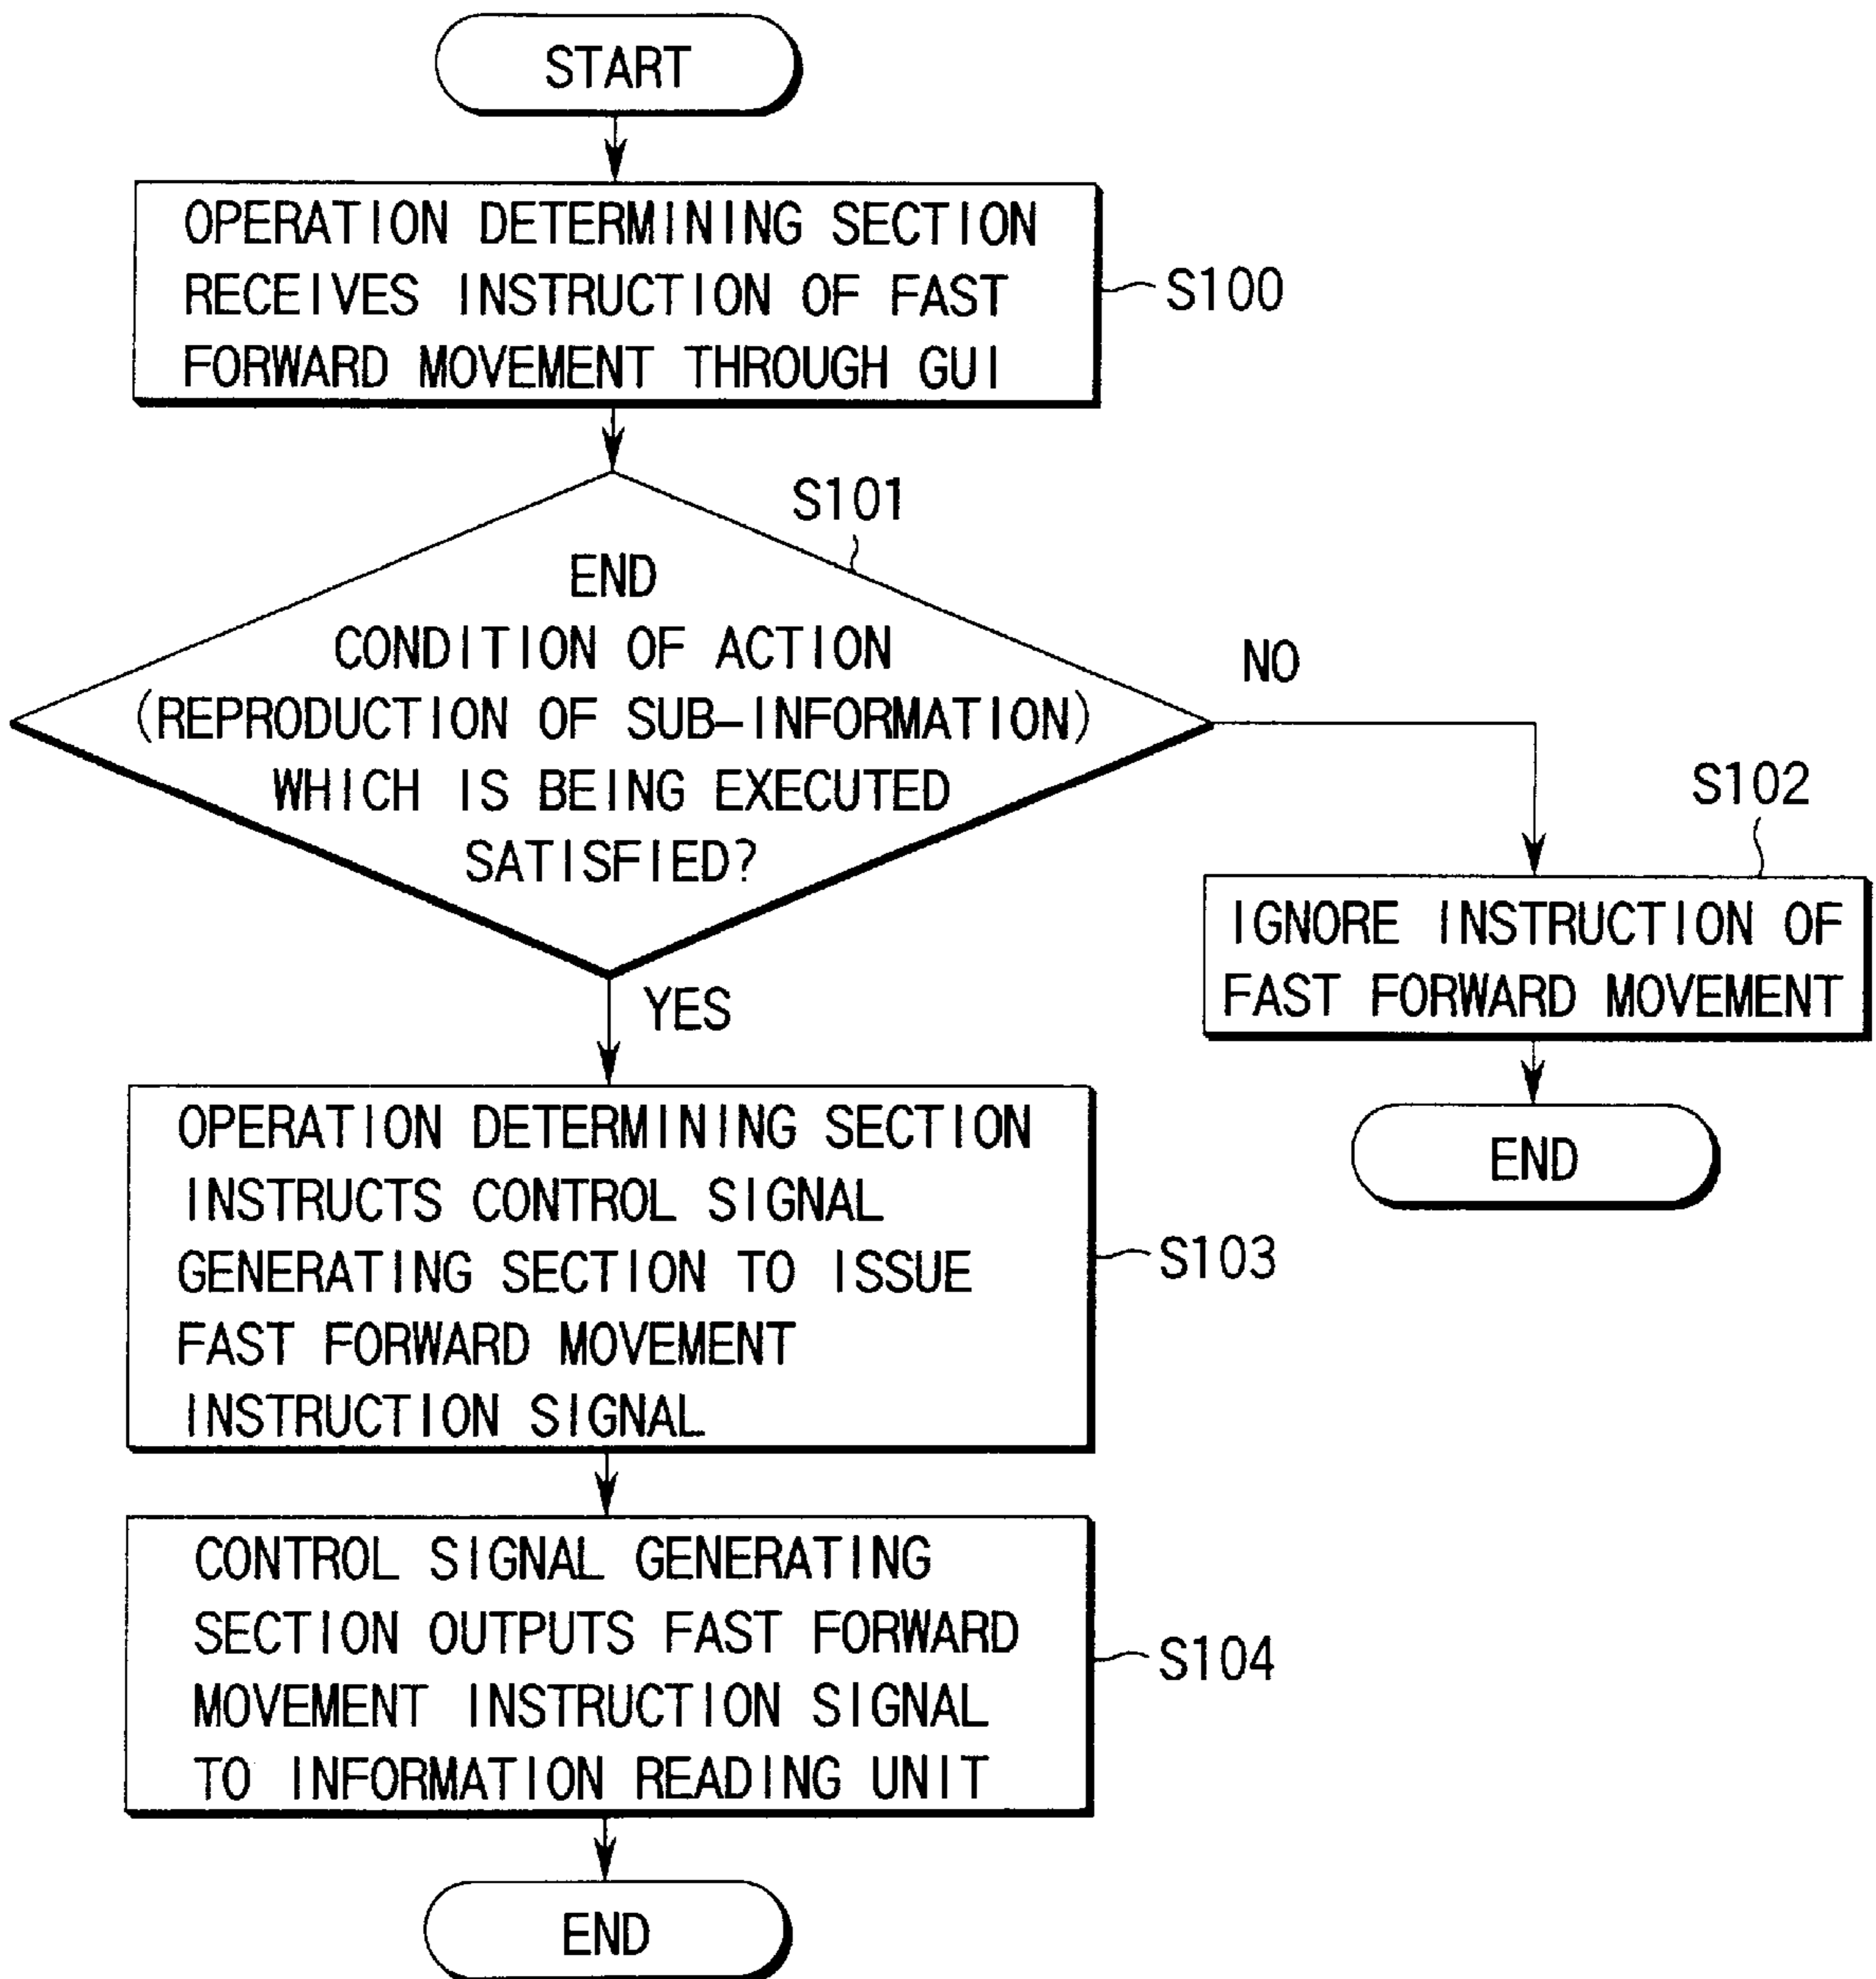 START
OPERATION DETERMINING SECTION
RECEIVES INSTRUCTION OF FAST
FORWARD MOVEMENT THROUGH GUI
S100
S101
END
CONDITION OF ACTION
(REPRODUCTION OF SUB-INFORMATION)
WHICH IS BEING EXECUTED
SATISFIED?
NO
S102
IGNORE INSTRUCTION OF
FAST FORWARD MOVEMENT
END
YES
OPERATION DETERMINING SECTION
INSTRUCTS CONTROL SIGNAL
GENERATING SECTION TO ISSUE
FAST FORWARD MOVEMENT
INSTRUCTION SIGNAL
S103
CONTROL SIGNAL GENERATING
SECTION OUTPUTS FAST FORWARD
MOVEMENT INSTRUCTION SIGNAL
TO INFORMATION READING UNIT
S104
END